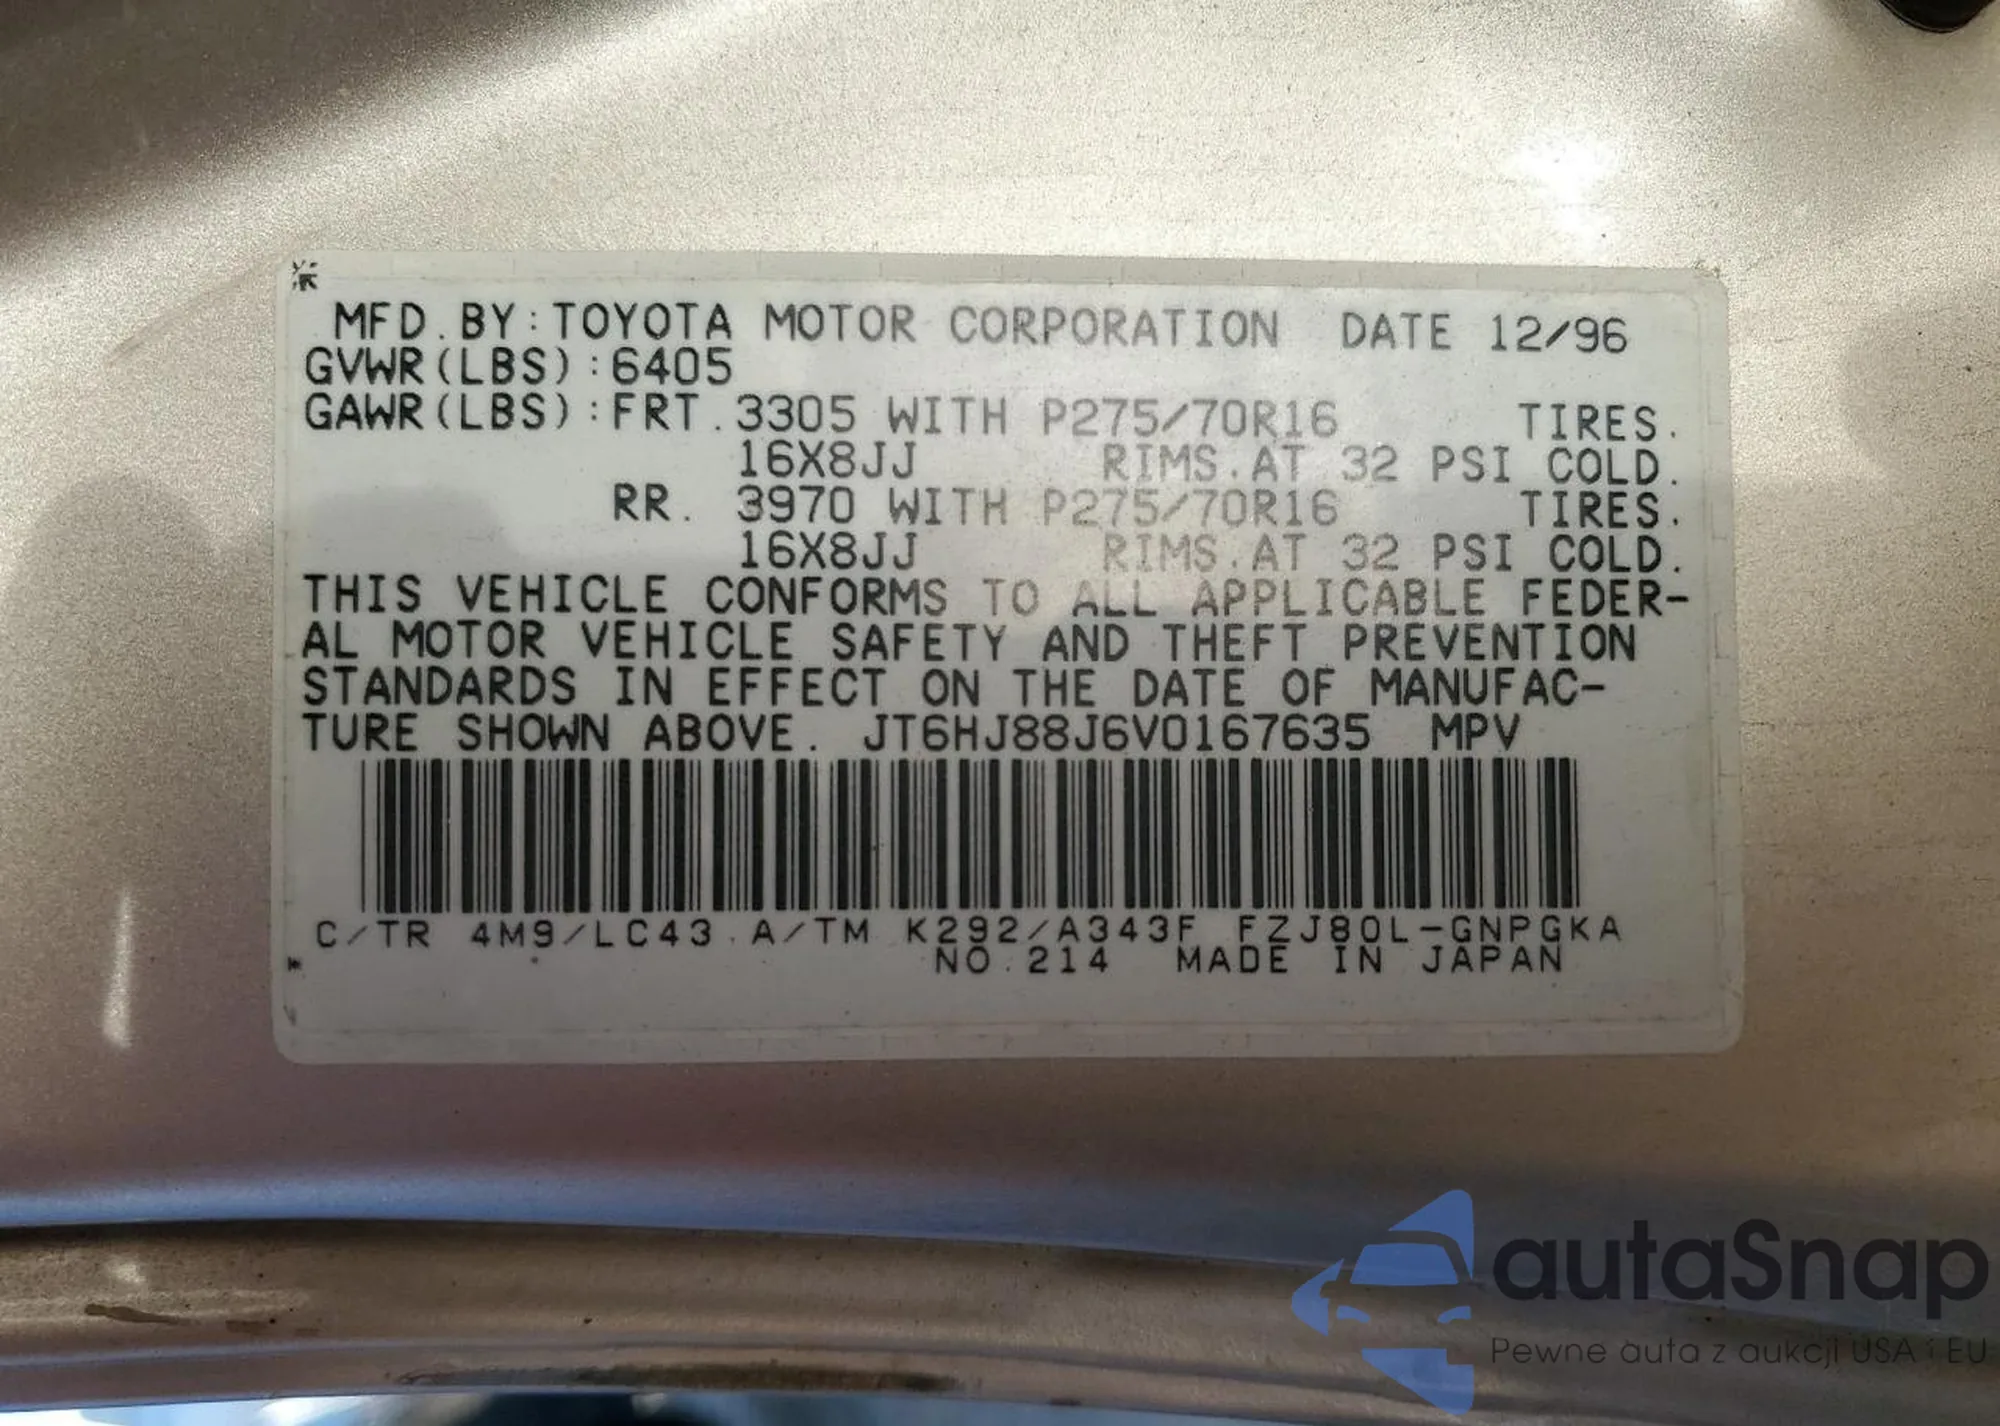 MFD.BY:TOYOTA MOTOR CORPORATION DATE 12/96
GVWR(LBS):6405
GAWR(LBS):FRT.3305 WITH P275/70R16 TIRES.
16X8JJ RIMS.AT 32 PSI COLD.
RR. 3970 WITH P275/70R16 TIRES.
16X8JJ RIMS.AT 32 PSI COLD.
THIS VEHICLE CONFORMS TO ALL APPLICABLE FEDER-
AL MOTOR VEHICLE SAFETY AND THEFT PREVENTION
STANDARDS IN EFFECT ON THE DATE OF MANUFAC-
TURE SHOWN ABOVE. JT6HJ88J6V0167635 MPV
C/TR 4M9/LC43.A/TM K292/A343F FZJ80L-GNPGKA
NO.214 MADE IN JAPAN
autaSnap
Pewne auta z aukcji USA i EU